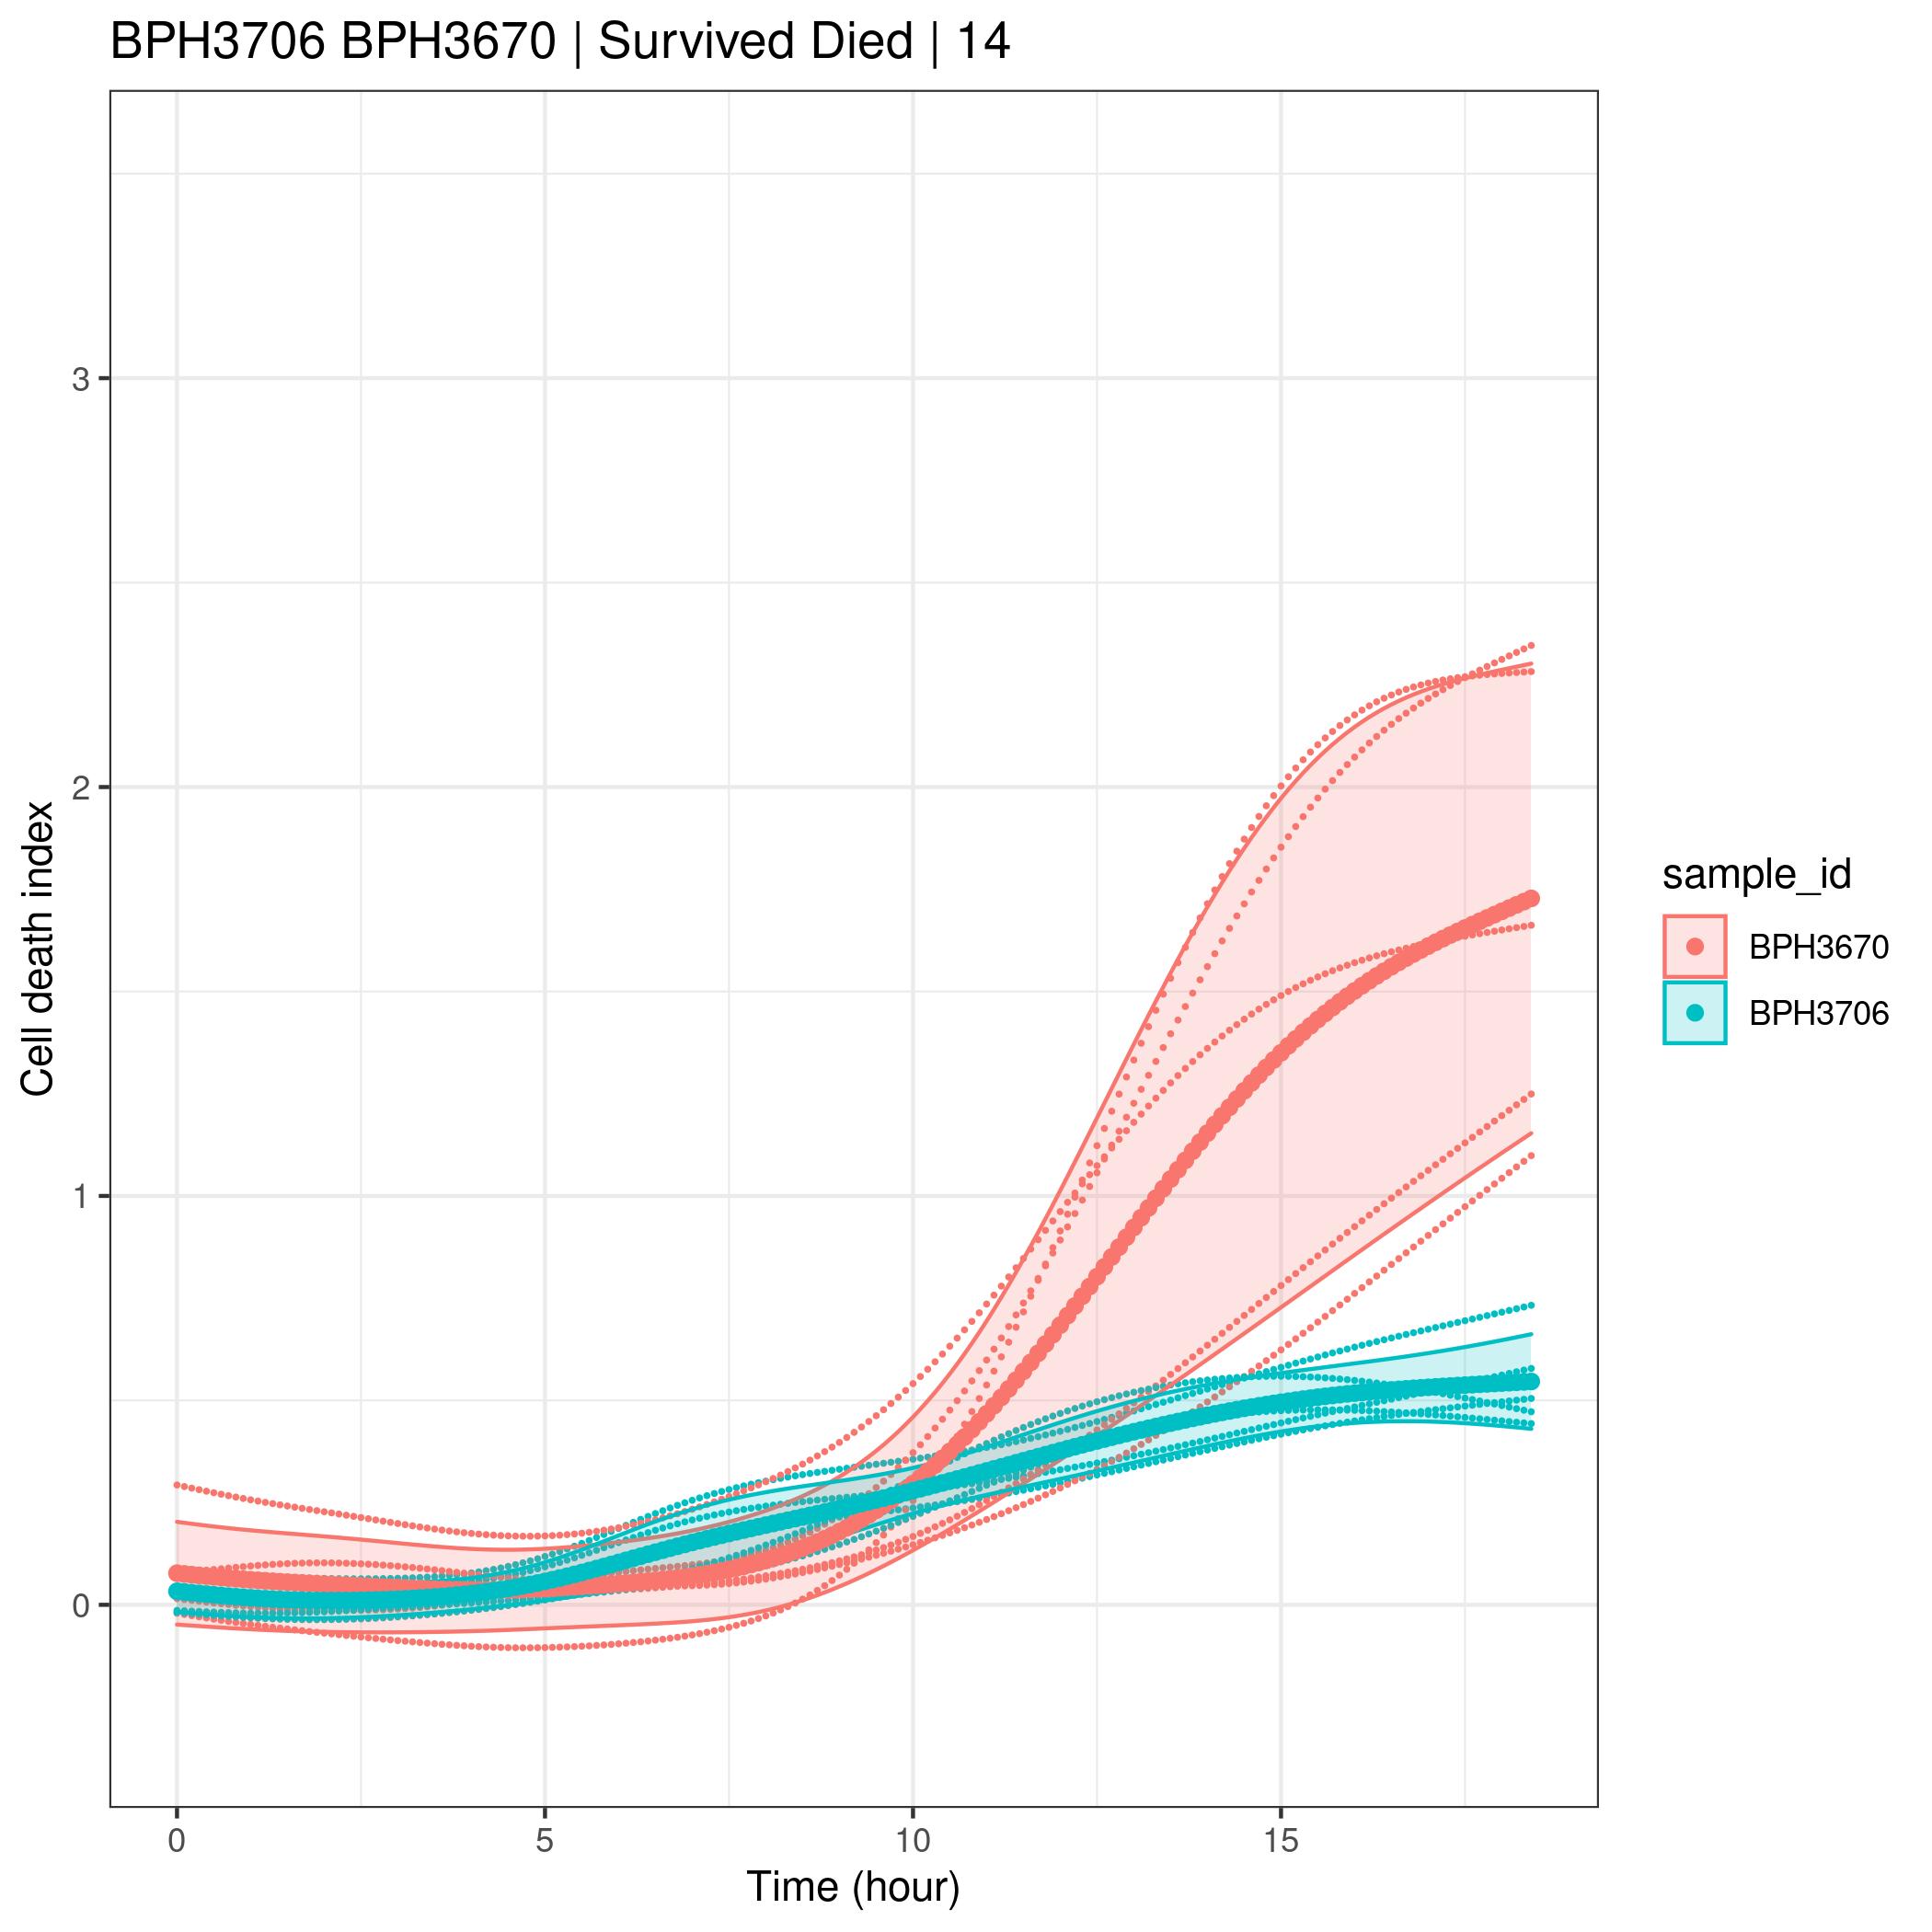 BPH3706 BPH3670 | Survived Died | 14
3
2
1
0
Cell death index
0 5 10 15
Time (hour)
sample_id
BPH3670
BPH3706